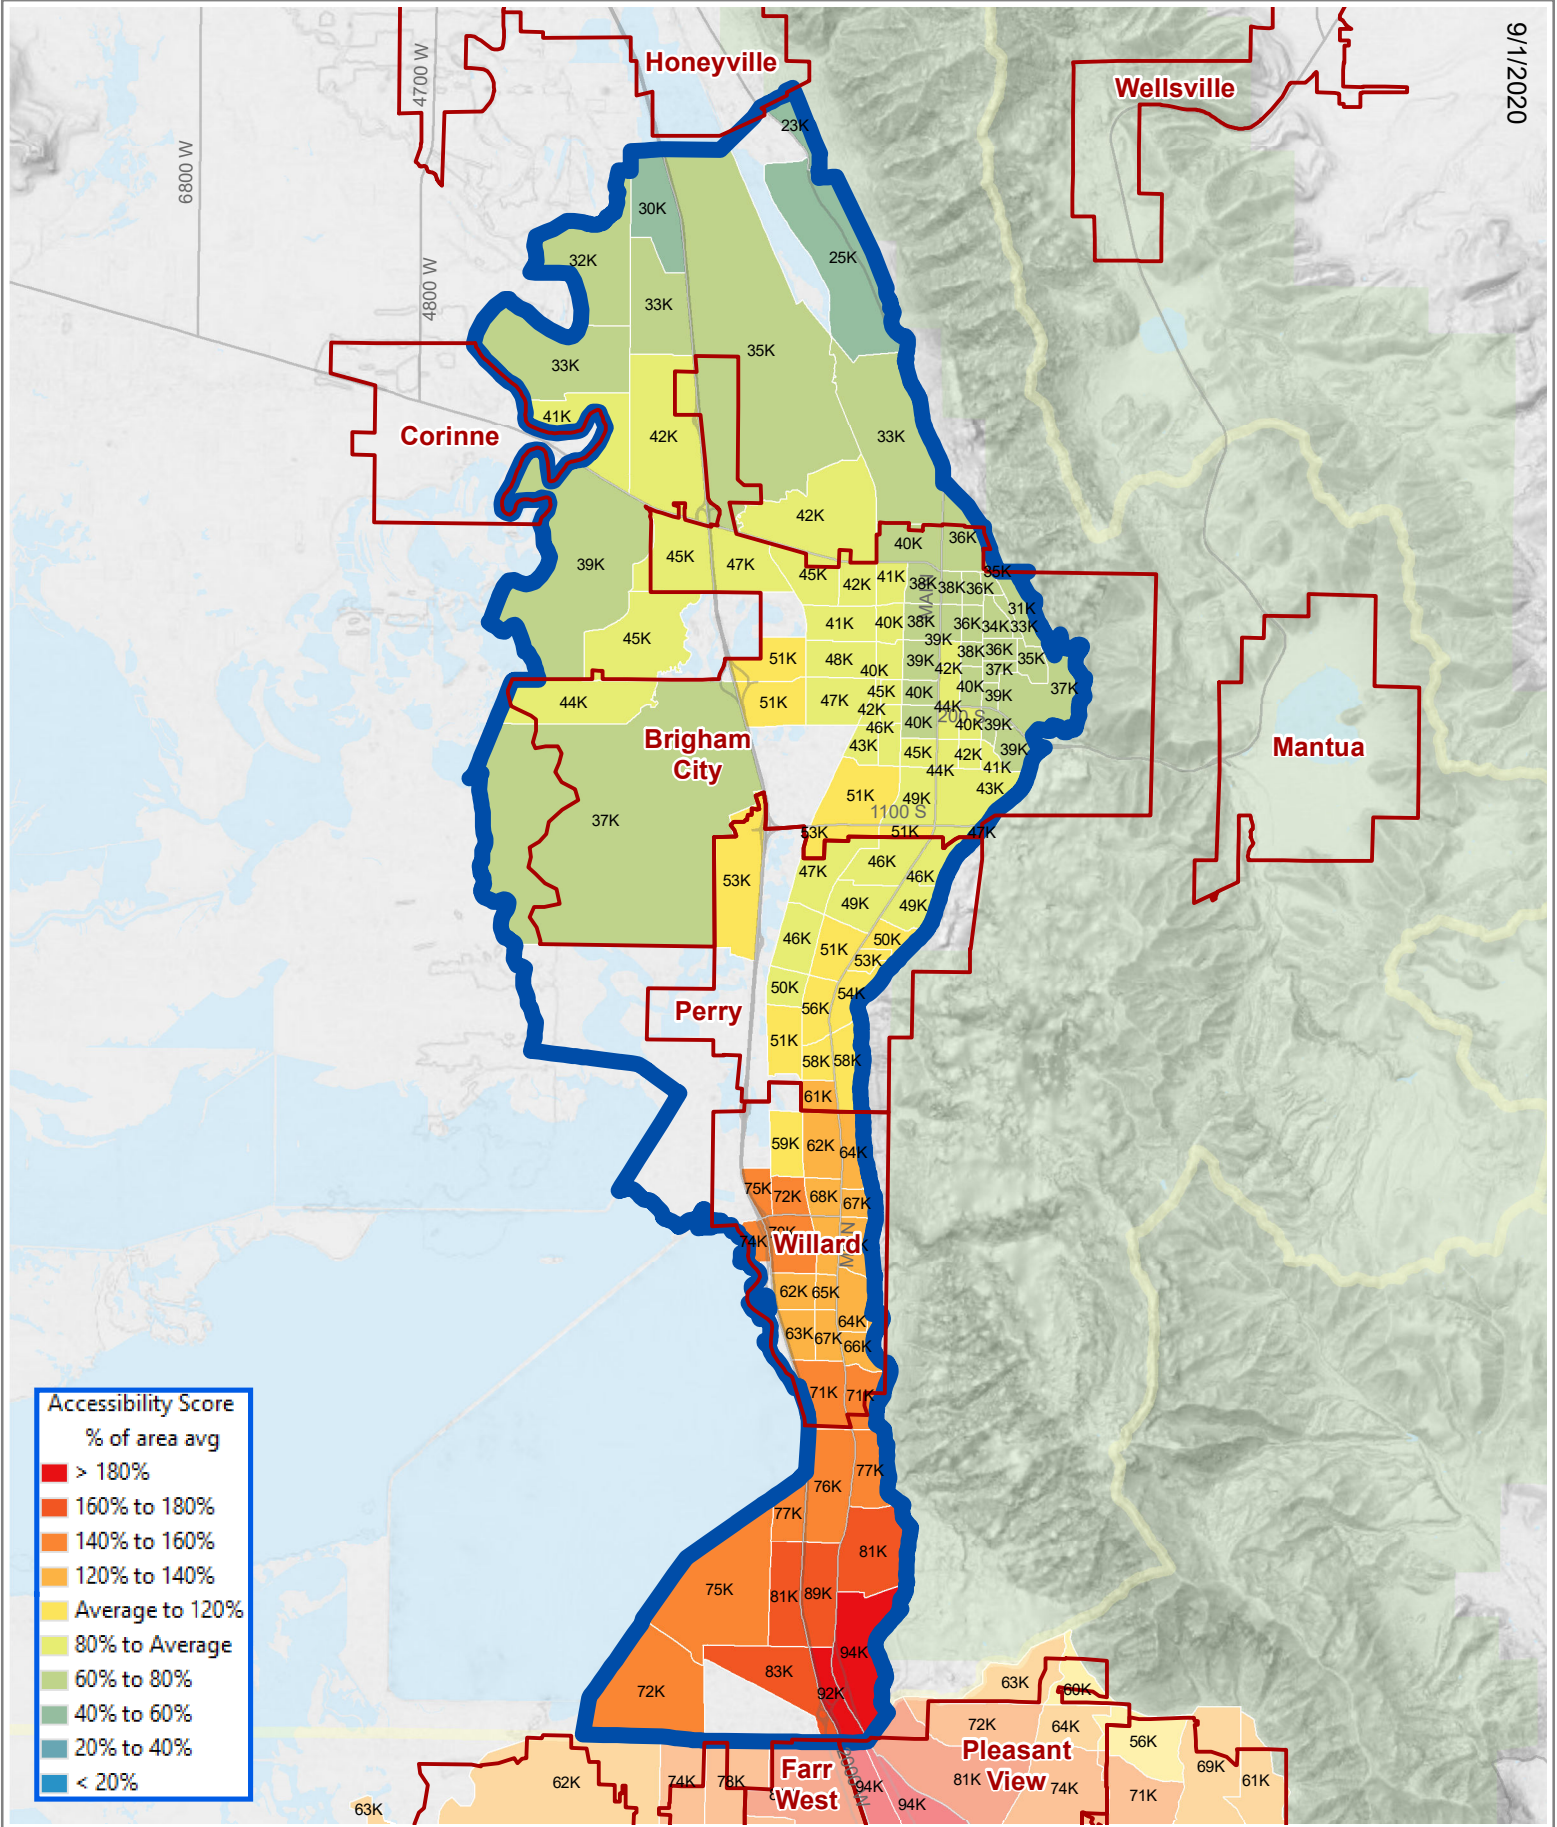 9/1/2020
Honeyville
Wellsville
4700 W
6800 W
4800 W
23K
30K
25K
32K
33K
35K
33K
41K
42K
33K
Corinne
42K
40K
36K
39K
45K
47K
45K
42K
41K
38K
38K
36K
35K
MAIN
31K
41K
40K
38K
36K
34K
33K
45K
39K
51K
48K
40K
39K
42K
38K
36K
37K
35K
37K
44K
51K
47K
45K
42K
40K
44K
40K
39K
46K
40K
200 S
40K
39K
43K
45K
44K
42K
41K
39K
Brigham
City
Mantua
37K
51K
49K
43K
1100 S
53K
51K
47K
53K
47K
46K
46K
49K
49K
46K
51K
50K
53K
50K
56K
54K
Perry
51K
58K
58K
61K
59K
62K
64K
75K
72K
68K
67K
74K
Willard
62K
65K
64K
63K
67K
66K
71K
71K
76K
77K
77K
81K
75K
81K
89K
94K
72K
83K
92K
63K
60K
72K
64K
56K
Pleasant
View
Farr
West
62K
74K
73K
94K
81K
74K
69K
61K
63K
94K
71K
Accessibility Score
% of area avg
> 180%
160% to 180%
140% to 160%
120% to 140%
Average to 120%
80% to Average
60% to 80%
40% to 60%
20% to 40%
< 20%